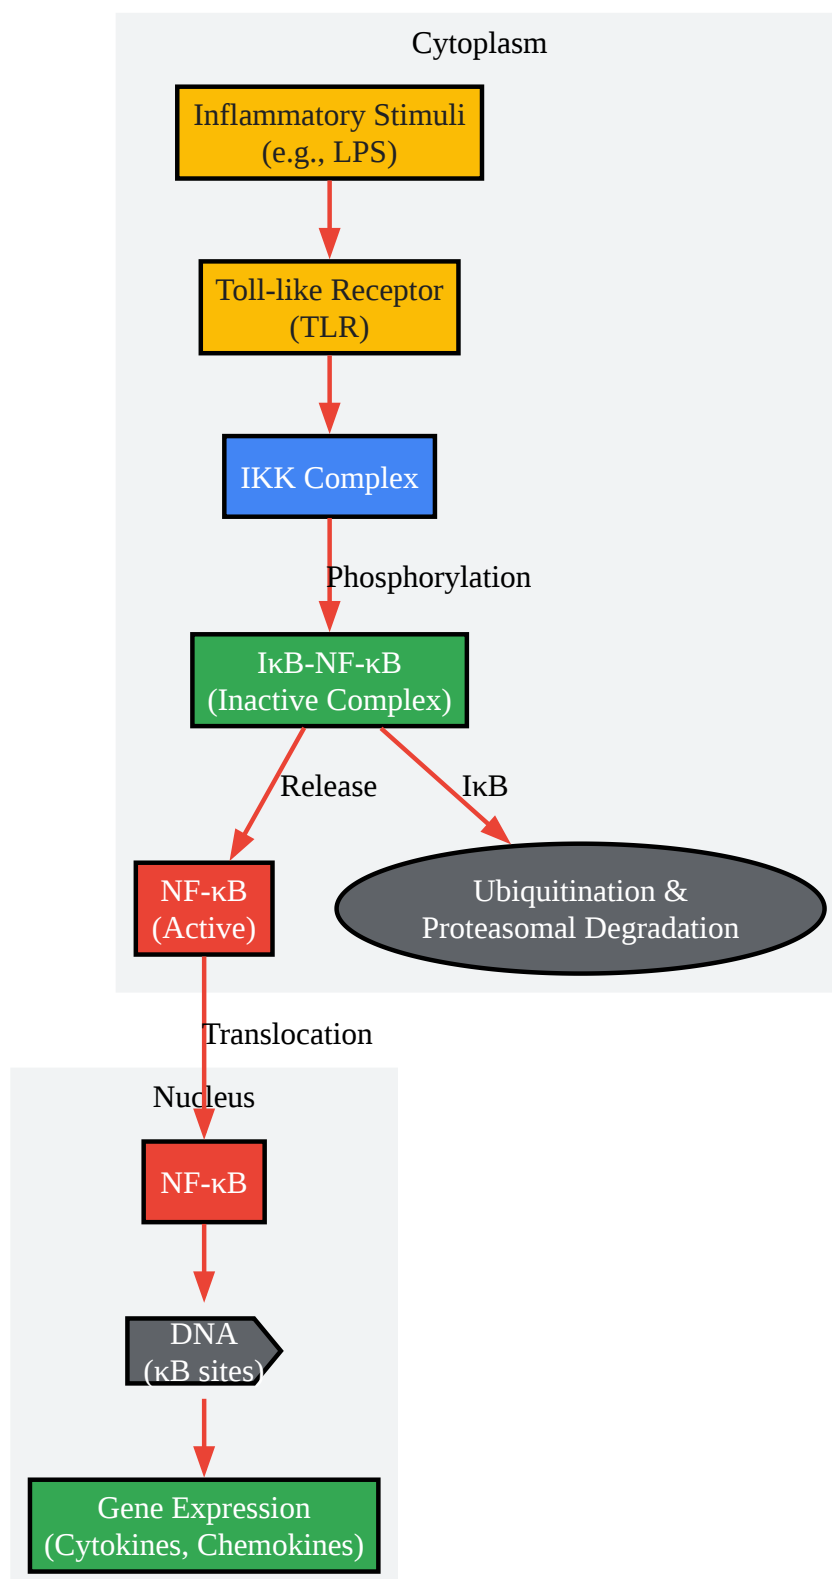 Cytoplasm
Inflammatory Stimuli
(e.g., LPS)
Toll-like Receptor
(TLR)
IKK Complex
Phosphorylation
IκB-NF-κB
(Inactive Complex)
Release
IκB
NF-κB
(Active)
Ubiquitination &
Proteasomal Degradation
Translocation
Nucleus
NF-κB
DNA
(κB sites)
Gene Expression
(Cytokines, Chemokines)